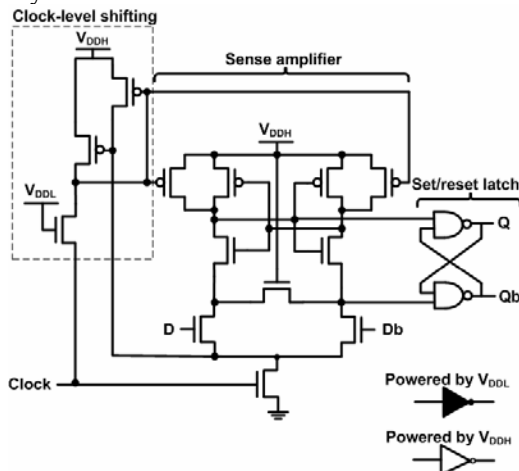 Clock-level shifting
VDDH
Sense amplifier
VDDH
VDDL
Set/reset latch
Q
Qb
D
Db
Clock
Powered by VDDL
Powered by VDDH